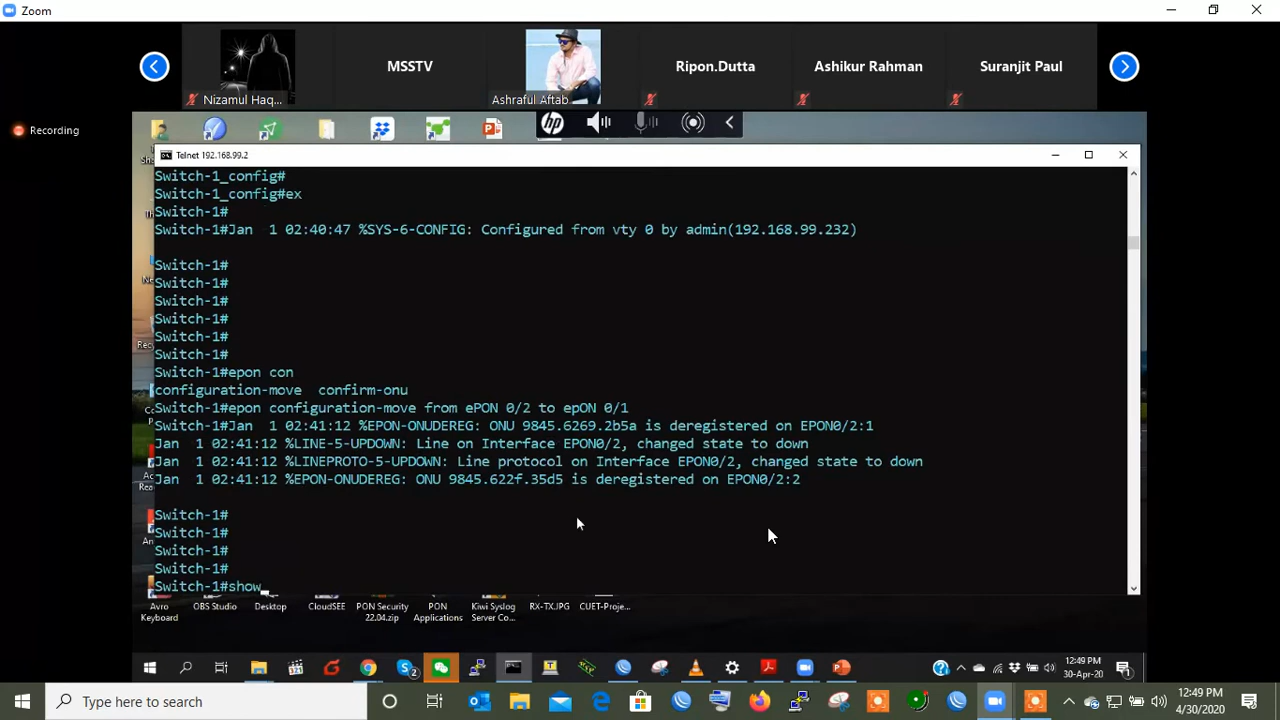 Zoom
Nizamul Haq...
MSSTV
Ashraful Aftab
Ripon.Dutta
Ashikur Rahman
Suranjit Paul
Recording
hp
Telnet 192.168.99.2
Switch-1_config#
Switch-1_config#ex
Switch-1#
Switch-1#Jan  1 02:40:47 %SYS-6-CONFIG: Configured from vty 0 by admin(192.168.99.232)
Switch-1#
Switch-1#
Switch-1#
Switch-1#
Switch-1#
Switch-1#
Switch-1#epon con
configuration-move  confirm-onu
Switch-1#epon configuration-move from ePON 0/2 to epON 0/1
Switch-1#Jan  1 02:41:12 %EPON-ONUDEREG: ONU 9845.6269.2b5a is deregistered on EPON0/2:1
Jan  1 02:41:12 %LINE-5-UPDOWN: Line on Interface EPON0/2, changed state to down
Jan  1 02:41:12 %LINEPROTO-5-UPDOWN: Line protocol on Interface EPON0/2, changed state to down
Jan  1 02:41:12 %EPON-ONUDEREG: ONU 9845.622f.35d5 is deregistered on EPON0/2:2
Switch-1#
Switch-1#
Switch-1#
Switch-1#
Switch-1#show
Avro Keyboard
OBS Studio
Desktop
CloudSEE
PON Security 22.04.zip
PON Applications
Kiwi Syslog Server Co...
RX-TX.JPG
CUET-Proje...
12:49 PM
30-Apr-20
Type here to search
12:49 PM
4/30/2020